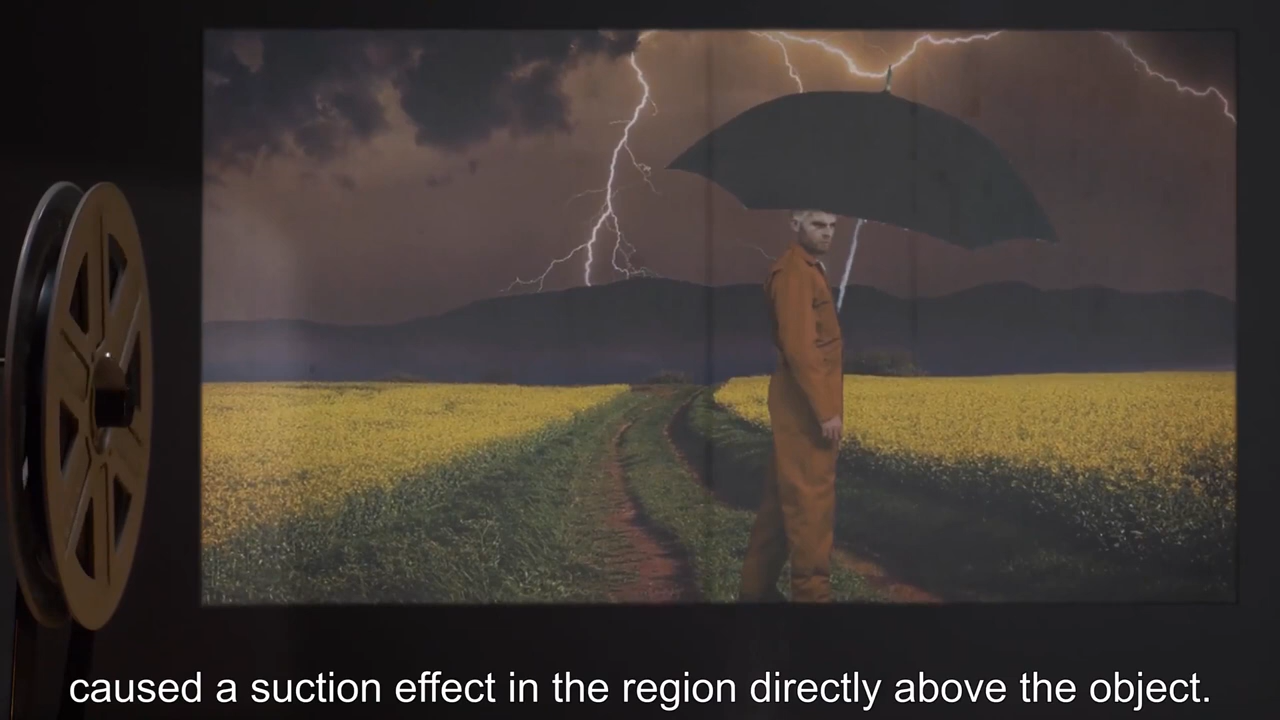 caused a suction effect in the region directly above the object.